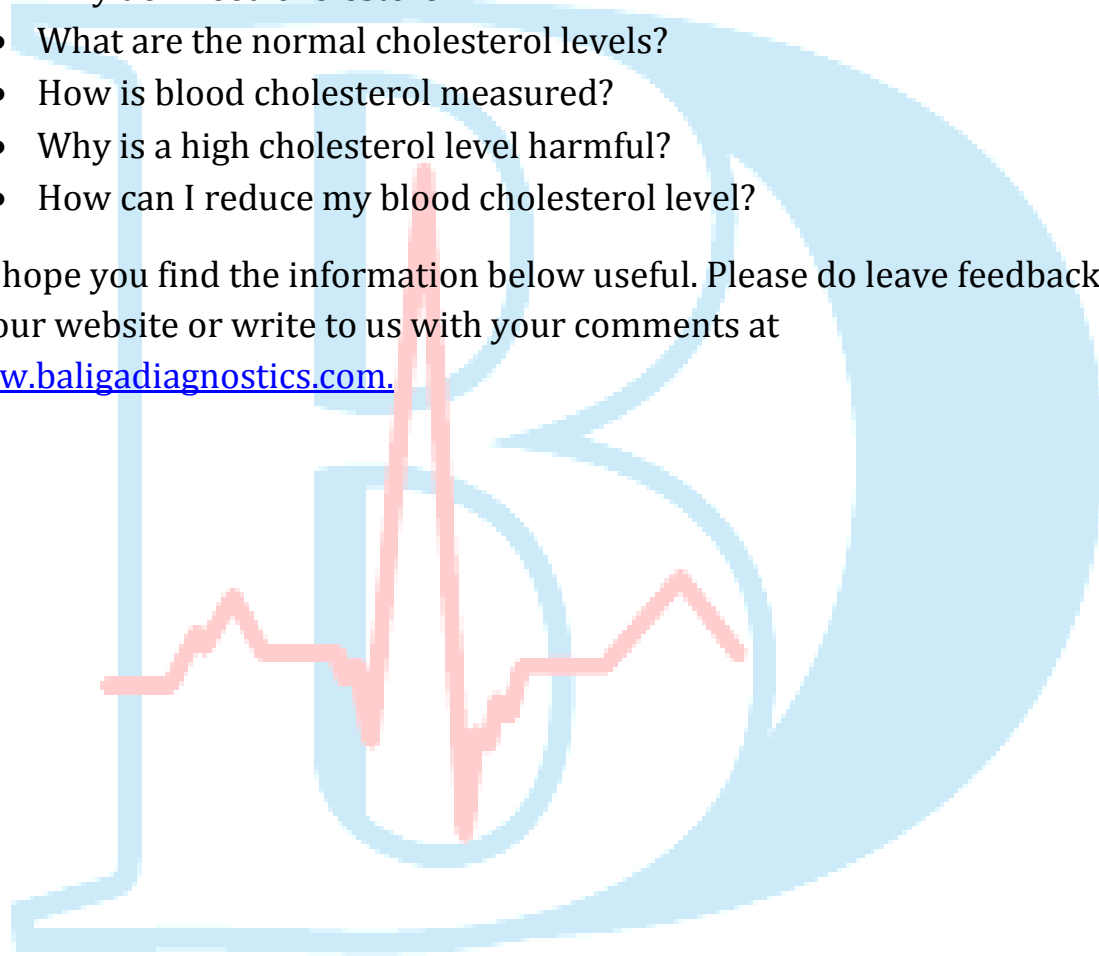 • What are the normal cholesterol levels?
• How is blood cholesterol measured?
• Why is a high cholesterol level harmful?
• How can I reduce my blood cholesterol level?
hope you find the information below useful. Please do leave feedback
our website or write to us with your comments at
w.baligadiagnostics.com.